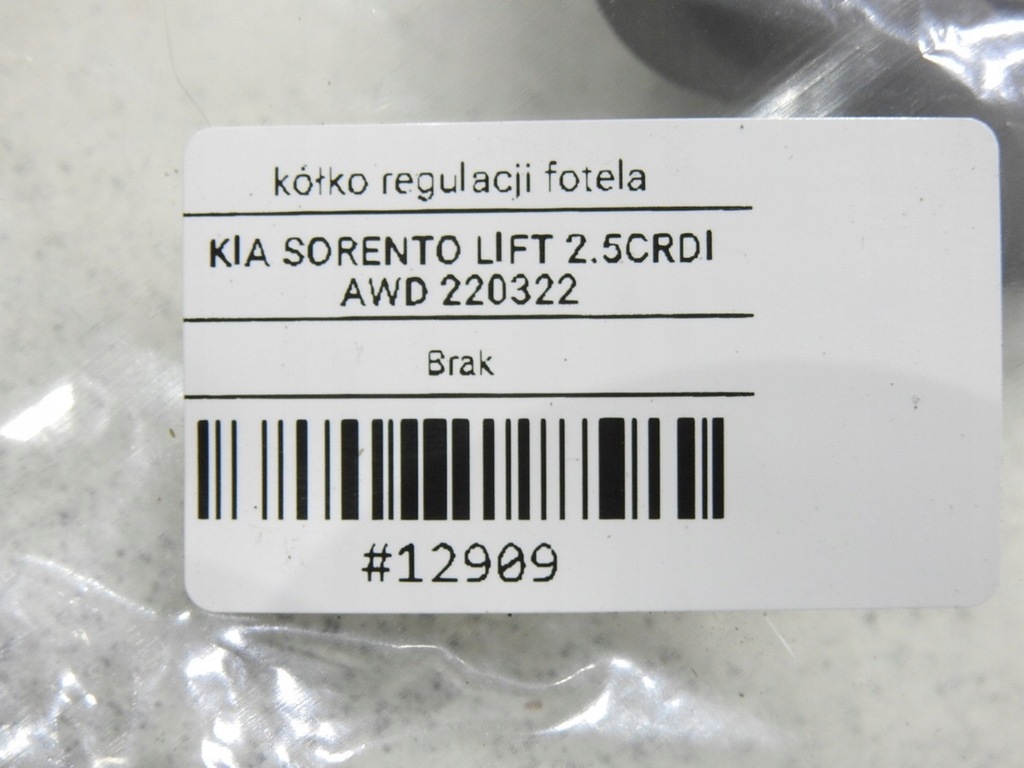 kółko regulacji fotela
KIA SORENTO LIFT 2.5CRDI
AWD 220322
Brak
#12909